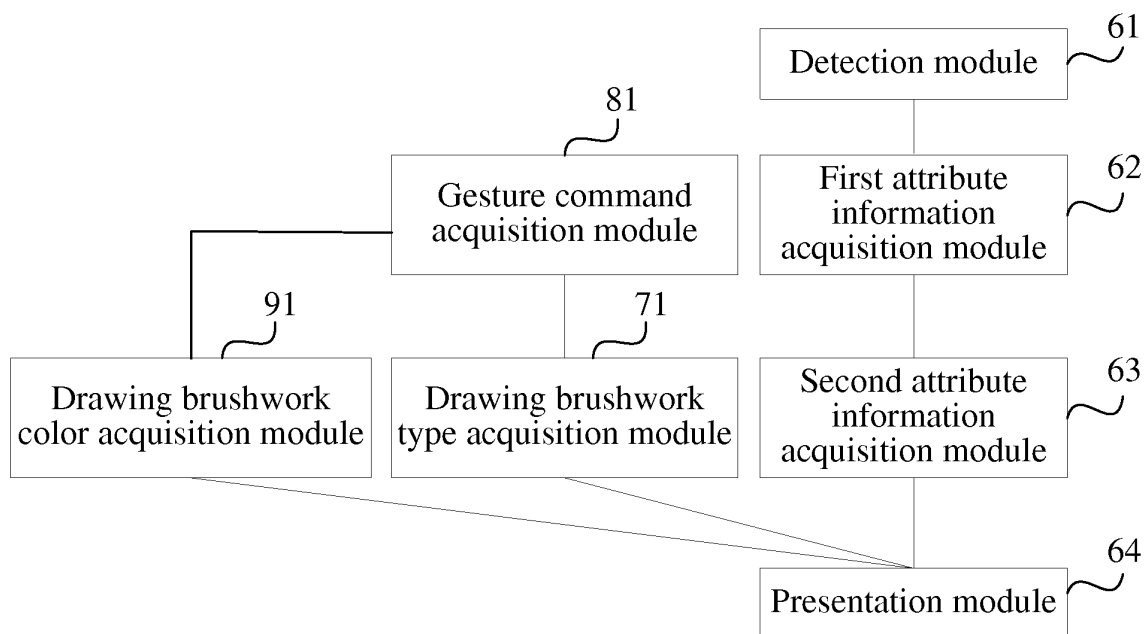 61
Detection module
81
62
Gesture command
acquisition module
First attribute
information
acquisition module
91
71
63
Drawing brushwork
color acquisition module
Drawing brushwork
type acquisition module
Second attribute
information
acquisition module
64
Presentation module